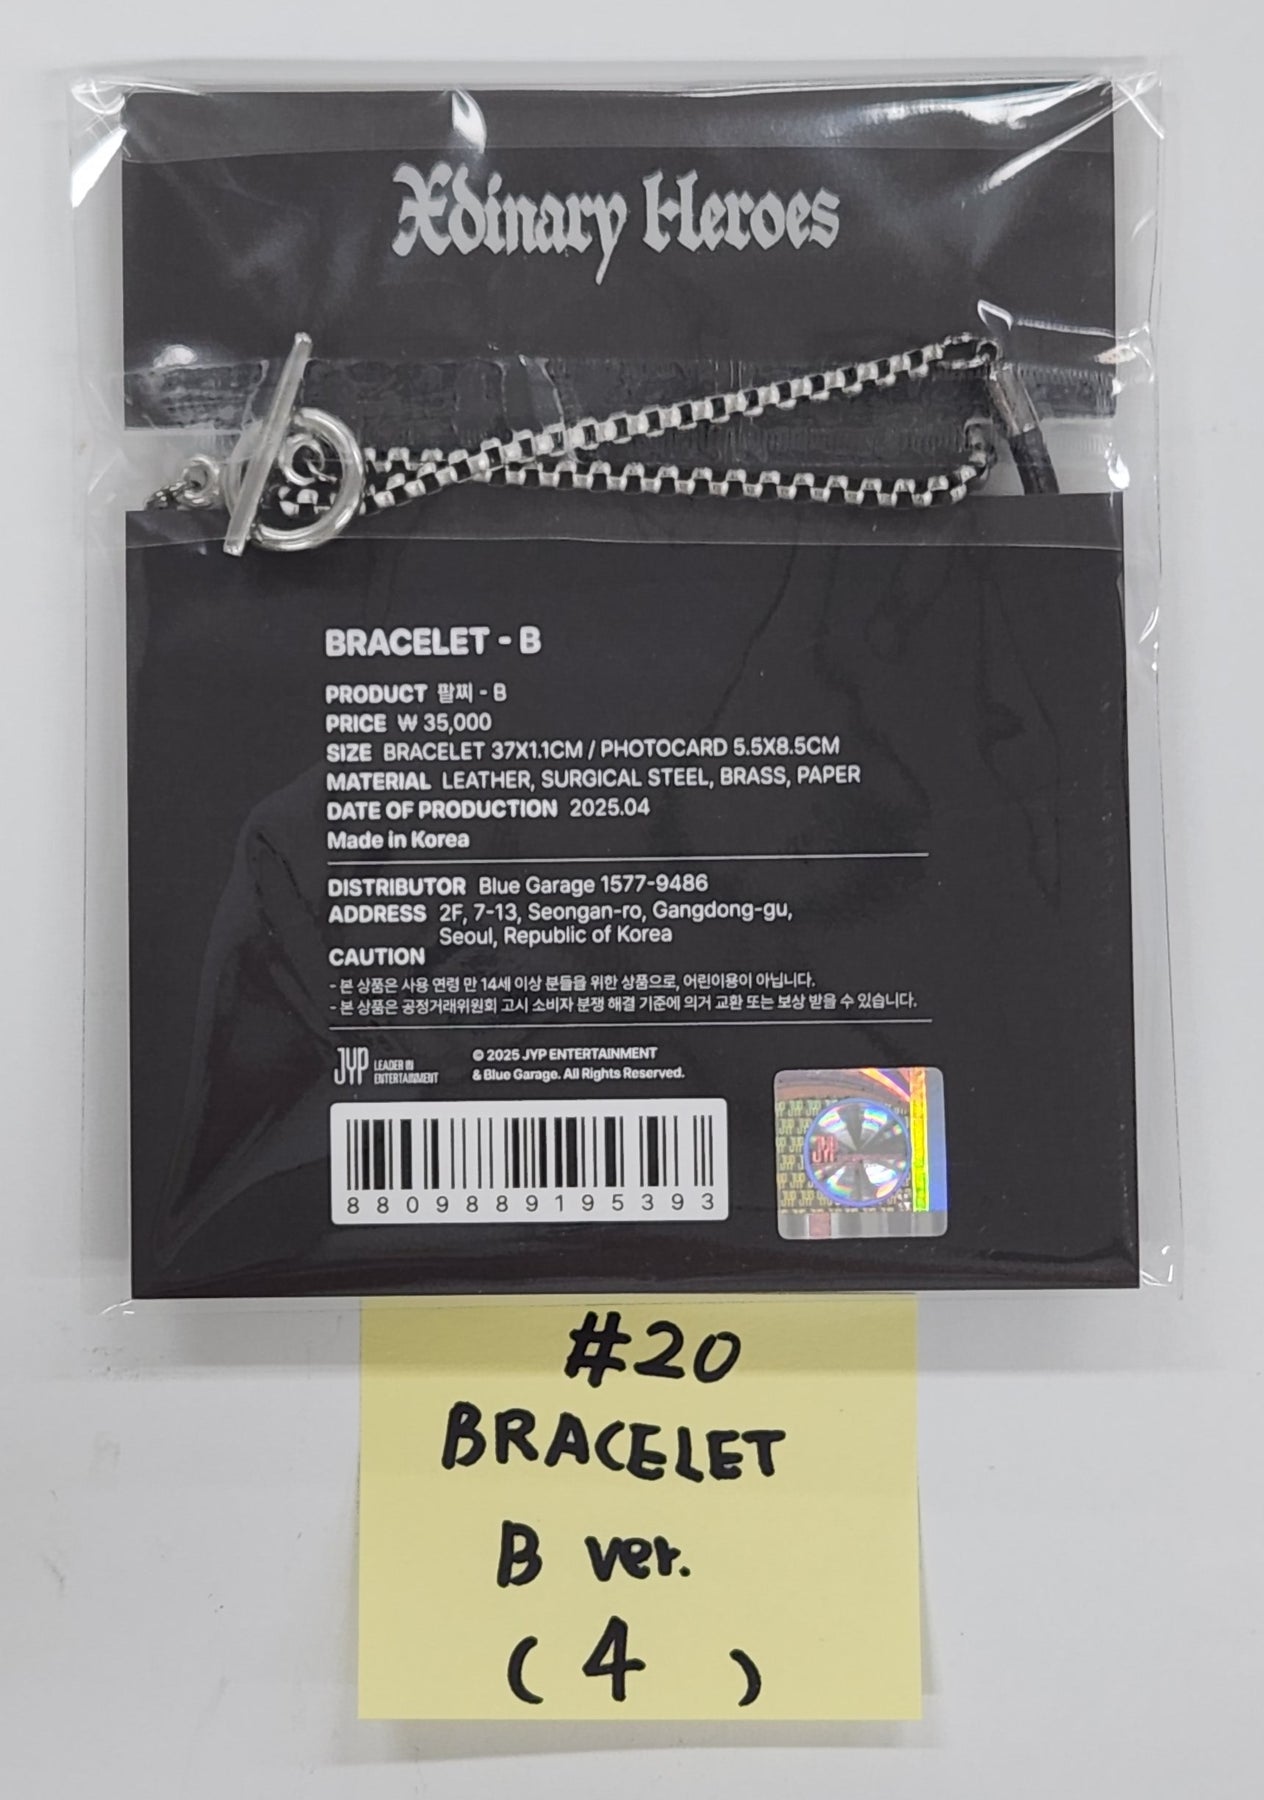 Xdinary Heroes
BRACELET - B
PRODUCT 팔찌 - B
PRICE ₩ 35,000
SIZE BRACELET 37X1.1CM / PHOTOCARD 5.5X8.5CM
MATERIAL LEATHER, SURGICAL STEEL, BRASS, PAPER
DATE OF PRODUCTION 2025.04
Made in Korea
DISTRIBUTOR Blue Garage 1577-9486
ADDRESS 2F, 7-13, Seongan-ro, Gangdong-gu,
Seoul, Republic of Korea
CAUTION
- 본 상품은 사용 연령 만 14세 이상 분들을 위한 상품으로, 어린이용이 아닙니다.
- 본 상품은 공정거래위원회 고시 소비자 분쟁 해결 기준에 의거 교환 또는 보상 받을 수 있습니다.
JYP LEADER IN
ENTERTAINMENT
© 2025 JYP ENTERTAINMENT
& Blue Garage. All Rights Reserved.
8809889195393
JYP
#20
BRACELET
B ver.
( 4 )